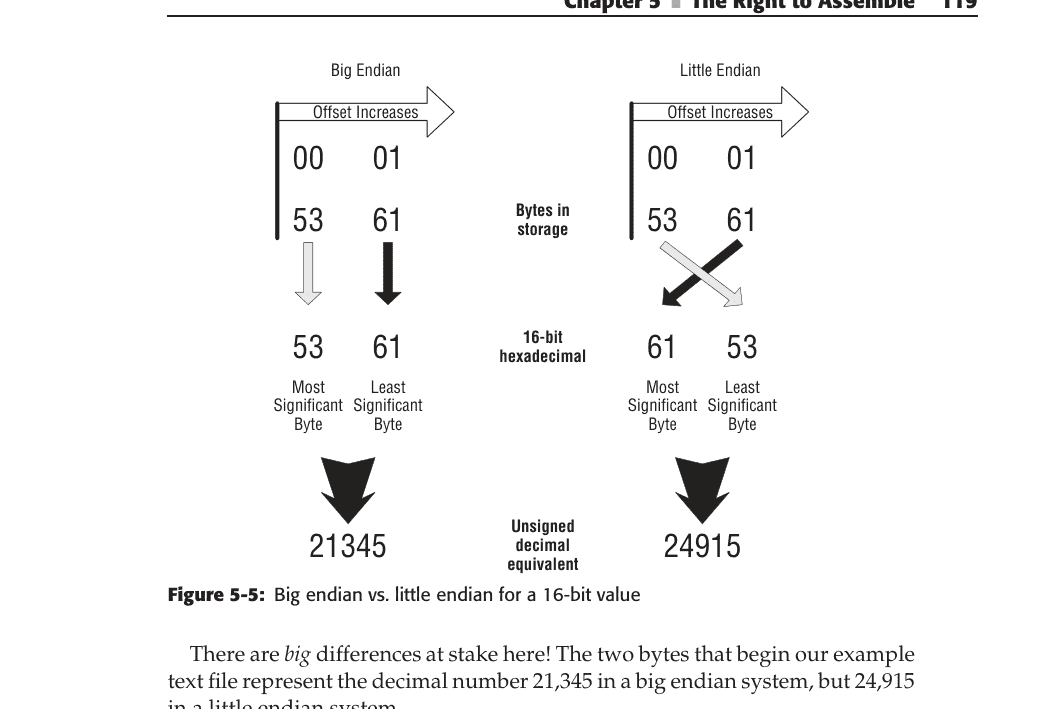 Chapter 5 ■ The Right to Assemble 119
Big Endian Little Endian
Offset Increases Offset Increases
00 01 00 01
53 61 Bytes in storage 53 61
53 61 16-bit hexadecimal 61 53
Most Significant Byte Least Significant Byte Most Significant Byte Least Significant Byte
21345 Unsigned decimal equivalent 24915
Figure 5-5: Big endian vs. little endian for a 16-bit value
There are big differences at stake here! The two bytes that begin our example
text file represent the decimal number 21,345 in a big endian system, but 24,915
in a little endian system.